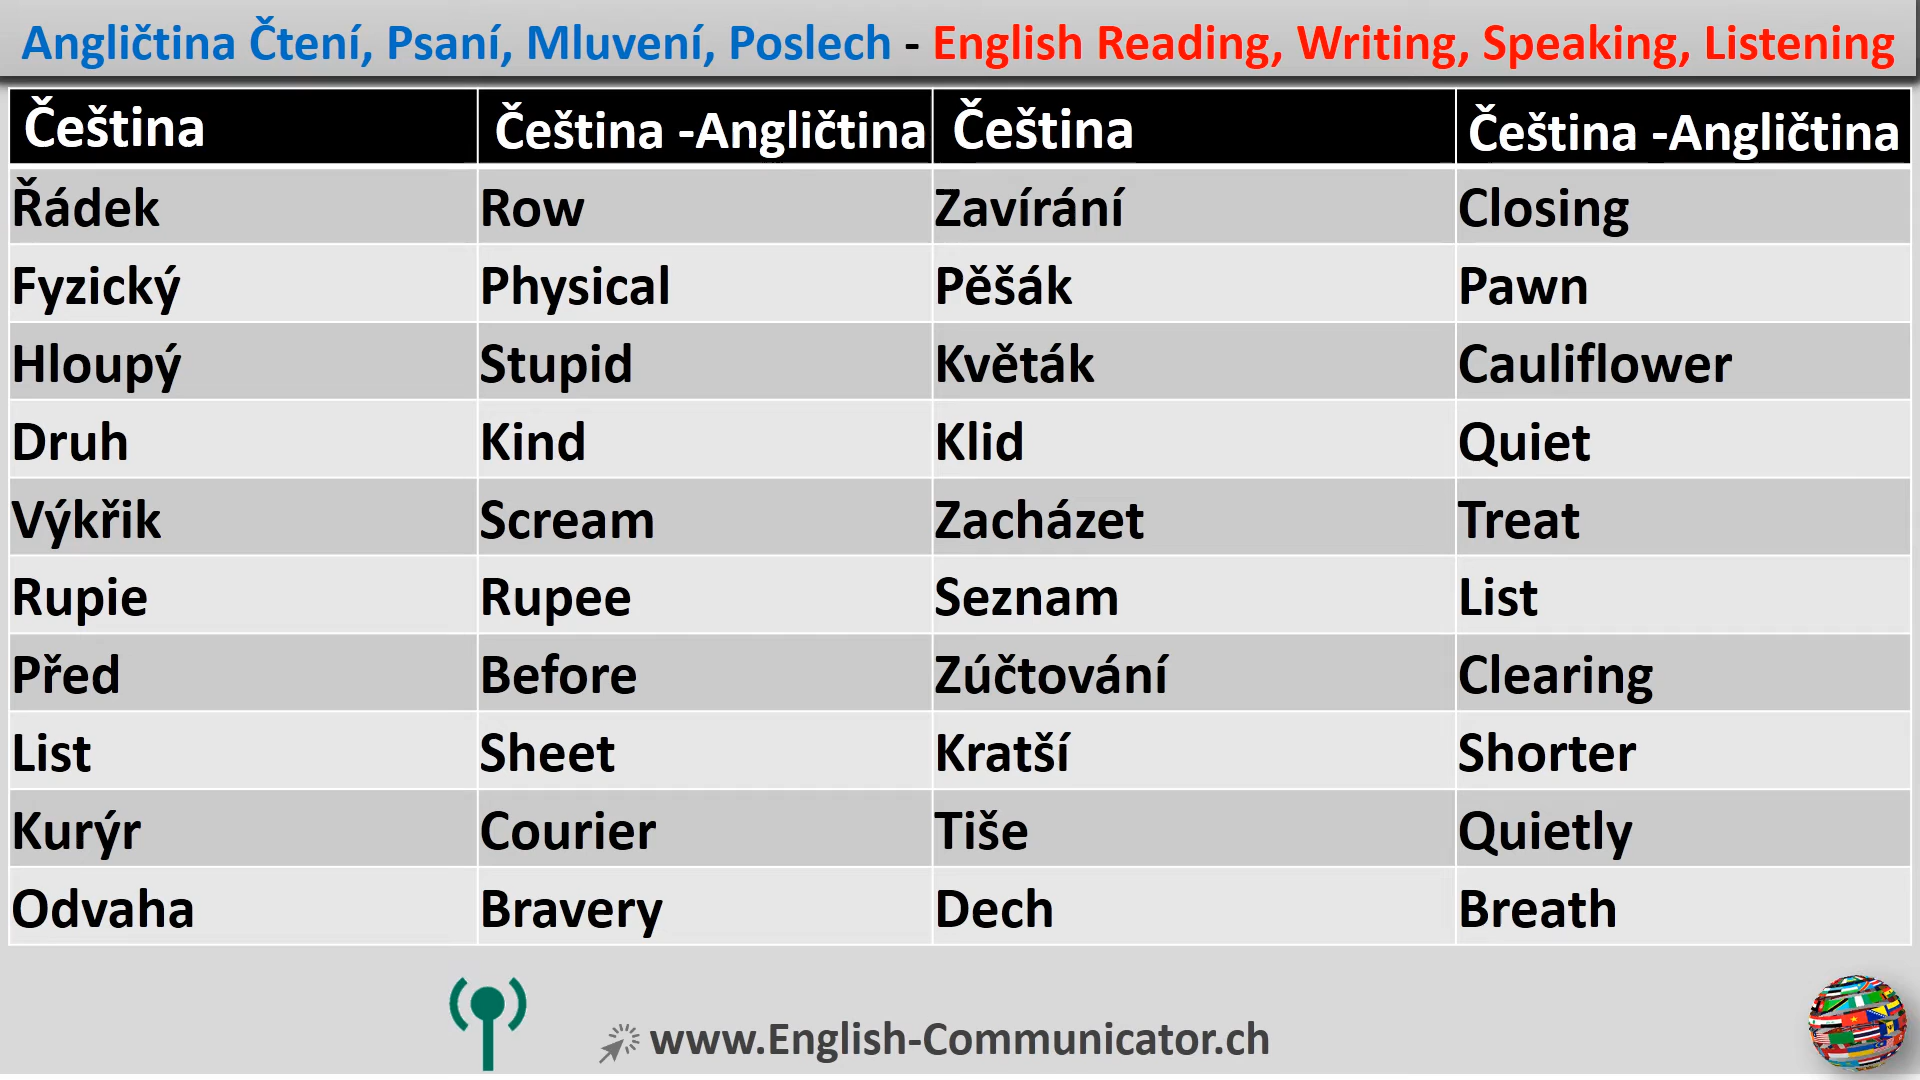 Angličtina Čtení, Psaní, Mluvení, Poslech - English Reading, Writing, Speaking, Listening
Čeština Čeština -Angličtina Čeština Čeština -Angličtina
Řádek Row Zavírání Closing
Fyzický Physical Pěšák Pawn
Hloupý Stupid Květák Cauliflower
Druh Kind Klid Quiet
Výkřik Scream Zacházet Treat
Rupie Rupee Seznam List
Před Before Zúčtování Clearing
List Sheet Kratší Shorter
Kurýr Courier Tiše Quietly
Odvaha Bravery Dech Breath
www.English-Communicator.ch